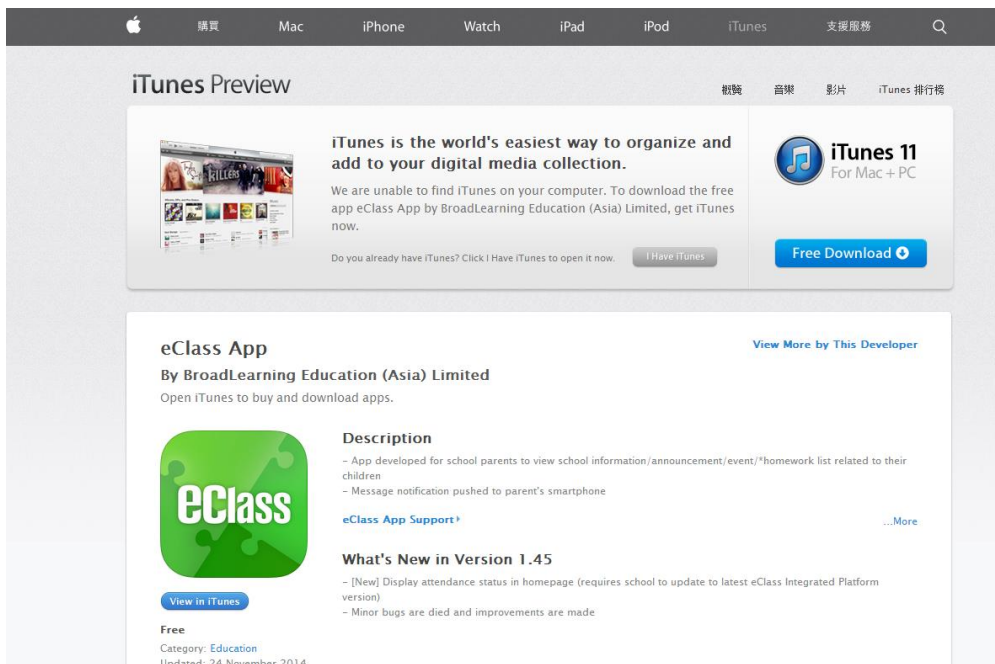 購買 Mac iPhone Watch iPad iPod iTunes 支援服務
iTunes Preview
觀覽 音樂 影片 iTunes 排行榜
iTunes is the world's easiest way to organize and
add to your digital media collection.
We are unable to find iTunes on your computer. To download the free
app eClass App by BroadLearning Education (Asia) Limited, get iTunes
now.
Do you already have iTunes? Click I Have iTunes to open it now.
I Have iTunes
iTunes 11
For Mac + PC
Free Download
KILLERS
eClass App
View More by This Developer
By BroadLearning Education (Asia) Limited
Open iTunes to buy and download apps.
eClass
View in iTunes
Free
Category: Education
Updated: 24 November 2014
Description
- App developed for school parents to view school information/announcement/event/*homework list related to their
children
- Message notification pushed to parent's smartphone
eClass App Support
...More
What's New in Version 1.45
- [New] Display attendance status in homepage (requires school to update to latest eClass Integrated Platform
version)
- Minor bugs are died and improvements are made